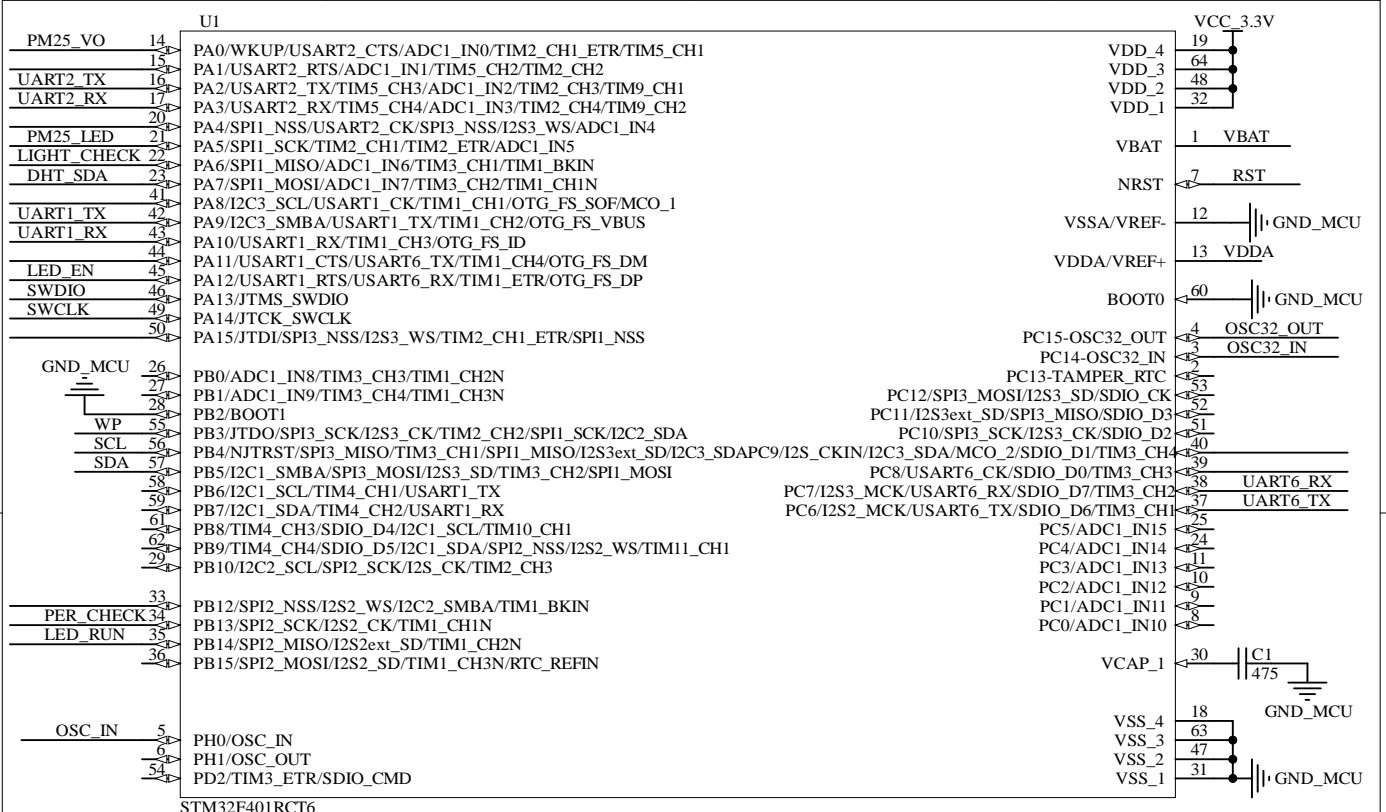 U1
VCC_3.3V
PM25_VO 14 PA0/WKUP/USART2_CTS/ADC1_IN0/TIM2_CH1_ETR/TIM5_CH1
15 PA1/USART2_RTS/ADC1_IN1/TIM5_CH2/TIM2_CH2
UART2_TX 16 PA2/USART2_TX/TIM5_CH3/ADC1_IN2/TIM2_CH3/TIM9_CH1
UART2_RX 17 PA3/USART2_RX/TIM5_CH4/ADC1_IN3/TIM2_CH4/TIM9_CH2
20 PA4/SPI1_NSS/USART2_CK/SPI3_NSS/I2S3_WS/ADC1_IN4
PM25_LED 21 PA5/SPI1_SCK/TIM2_CH1/TIM2_ETR/ADC1_IN5
LIGHT_CHECK 22 PA6/SPI1_MISO/ADC1_IN6/TIM3_CH1/TIM1_BKIN
DHT_SDA 23 PA7/SPI1_MOSI/ADC1_IN7/TIM3_CH2/TIM1_CH1N
41 PA8/I2C3_SCL/USART1_CK/TIM1_CH1/OTG_FS_SOF/MCO_1
UART1_TX 42 PA9/I2C3_SMBA/USART1_TX/TIM1_CH2/OTG_FS_VBUS
UART1_RX 43 PA10/USART1_RX/TIM1_CH3/OTG_FS_ID
44 PA11/USART1_CTS/USART6_TX/TIM1_CH4/OTG_FS_DM
LED_EN 45 PA12/USART1_RTS/USART6_RX/TIM1_ETR/OTG_FS_DP
SWDIO 46 PA13/JTMS_SWDIO
SWCLK 49 PA14/JTCK_SWCLK
50 PA15/JTDI/SPI3_NSS/I2S3_WS/TIM2_CH1_ETR/SPI1_NSS
GND_MCU
26 PB0/ADC1_IN8/TIM3_CH3/TIM1_CH2N
27 PB1/ADC1_IN9/TIM3_CH4/TIM1_CH3N
28 PB2/BOOT1
WP 55 PB3/JTDO/SPI3_SCK/I2S3_CK/TIM2_CH2/SPI1_SCK/I2C2_SDA
SCL 56 PB4/NJTRST/SPI3_MISO/TIM3_CH1/SPI1_MISO/I2S3ext_SD/I2C3_SDA
SDA 57 PB5/I2C1_SMBA/SPI3_MOSI/I2S3_SD/TIM3_CH2/SPI1_MOSI
58 PB6/I2C1_SCL/TIM4_CH1/USART1_TX
59 PB7/I2C1_SDA/TIM4_CH2/USART1_RX
61 PB8/TIM4_CH3/SDIO_D4/I2C1_SCL/TIM10_CH1
62 PB9/TIM4_CH4/SDIO_D5/I2C1_SDA/SPI2_NSS/I2S2_WS/TIM11_CH1
29 PB10/I2C2_SCL/SPI2_SCK/I2S_CK/TIM2_CH3
33 PB12/SPI2_NSS/I2S2_WS/I2C2_SMBA/TIM1_BKIN
PER_CHECK 34 PB13/SPI2_SCK/I2S2_CK/TIM1_CH1N
LED_RUN 35 PB14/SPI2_MISO/I2S2ext_SD/TIM1_CH2N
36 PB15/SPI2_MOSI/I2S2_SD/TIM1_CH3N/RTC_REFIN
OSC_IN 5 PH0/OSC_IN
6 PH1/OSC_OUT
54 PD2/TIM3_ETR/SDIO_CMD
VDD_4 19
VDD_3 64
VDD_2 48
VDD_1 32
VBAT 1 VBAT
NRST 7 RST
VSSA/VREF- 12 GND_MCU
VDDA/VREF+ 13 VDDA
BOOT0 60 GND_MCU
PC15-OSC32_OUT 4 OSC32_OUT
PC14-OSC32_IN 3 OSC32_IN
PC13-TAMPER_RTC 2
PC12/SPI3_MOSI/I2S3_SD/SDIO_CK 53
PC11/I2S3ext_SD/SPI3_MISO/SDIO_D3 52
PC10/SPI3_SCK/I2S3_CK/SDIO_D2 51
PC9/I2S_CKIN/I2C3_SDA/MCO_2/SDIO_D1/TIM3_CH4 40
PC8/USART6_CK/SDIO_D0/TIM3_CH3 39
PC7/I2S3_MCK/USART6_RX/SDIO_D7/TIM3_CH2 38 UART6_RX
PC6/I2S2_MCK/USART6_TX/SDIO_D6/TIM3_CH1 37 UART6_TX
PC5/ADC1_IN15 25
PC4/ADC1_IN14 24
PC3/ADC1_IN13 11
PC2/ADC1_IN12 10
PC1/ADC1_IN11 9
PC0/ADC1_IN10 8
VCAP_1 30 C1
475
GND_MCU
VSS_4 18
VSS_3 63
VSS_2 47
VSS_1 31 GND_MCU
STM32F401RCT6